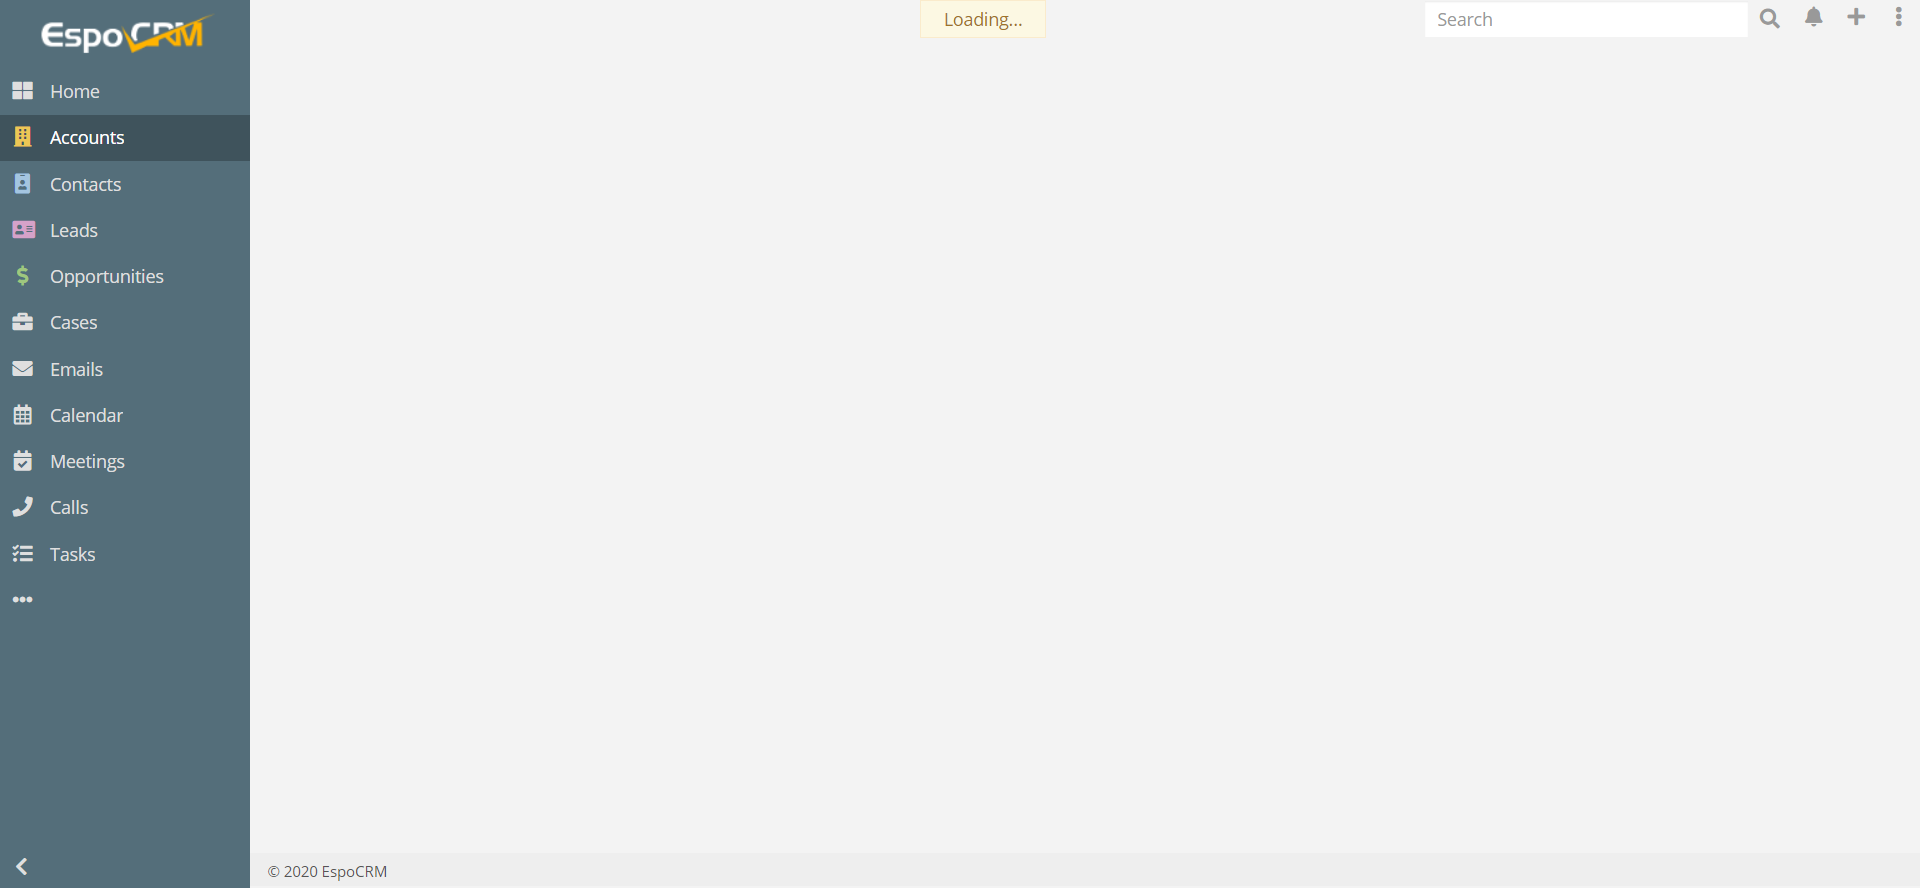 EspoCRM
Loading...
Search
Home
Accounts
Contacts
Leads
Opportunities
Cases
Emails
Calendar
Meetings
Calls
Tasks
© 2020 EspoCRM